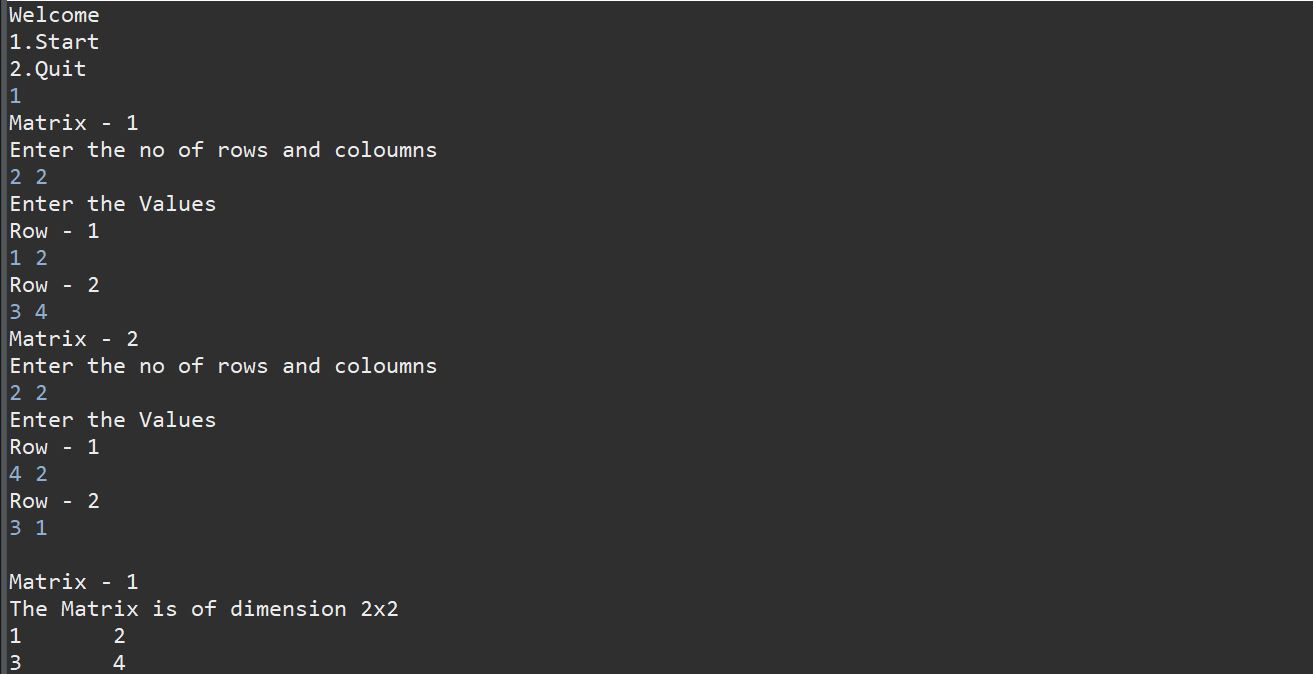 Welcome
1.Start
2.Quit
1
Matrix - 1
Enter the no of rows and coloumns
2 2
Enter the Values
Row - 1
1 2
Row - 2
3 4
Matrix - 2
Enter the no of rows and coloumns
2 2
Enter the Values
Row - 1
4 2
Row - 2
3 1

Matrix - 1
The Matrix is of dimension 2x2
1       2
3       4